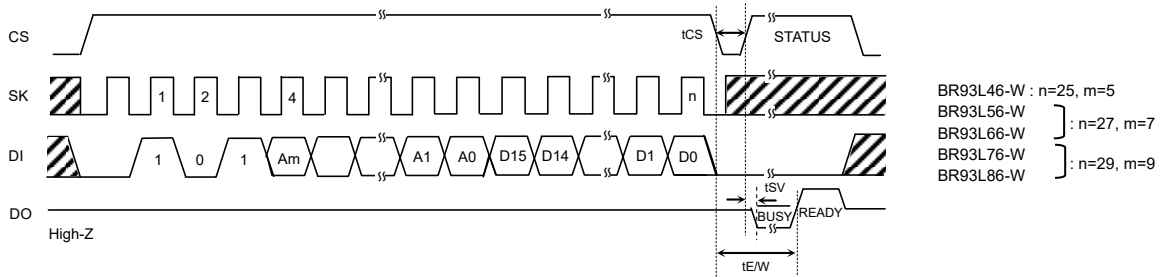 CS
tCS
STATUS
SK
1 2 4 n
DI
1 0 1 Am A1 A0 D15 D14 D1 D0
tSV
DO
BUSY READY
High-Z
tE/W
BR93L46-W : n=25, m=5
BR93L56-W
BR93L66-W
: n=27, m=7
BR93L76-W
BR93L86-W
: n=29, m=9